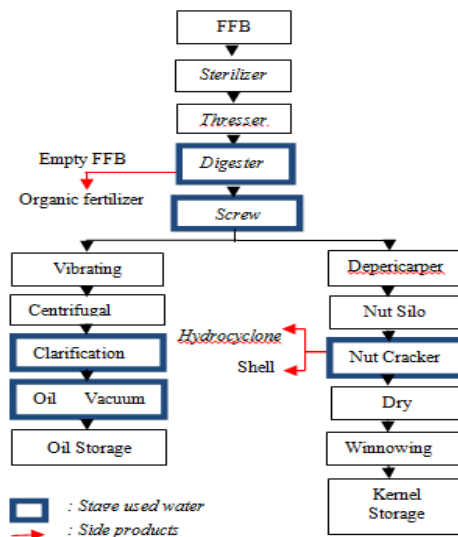 FFB
Sterilizer
Thresser.
Empty FFB
Digester
Organic fertilizer
Screw
Vibrating
Depericarper
Centrifugal
Nut Silo
Hydrocyclone
Clarification
Nut Cracker
Shell
Oil Vacuum
Dry
Oil Storage
Winnowing
Kernel
Storage
: Stage used water
: Side products